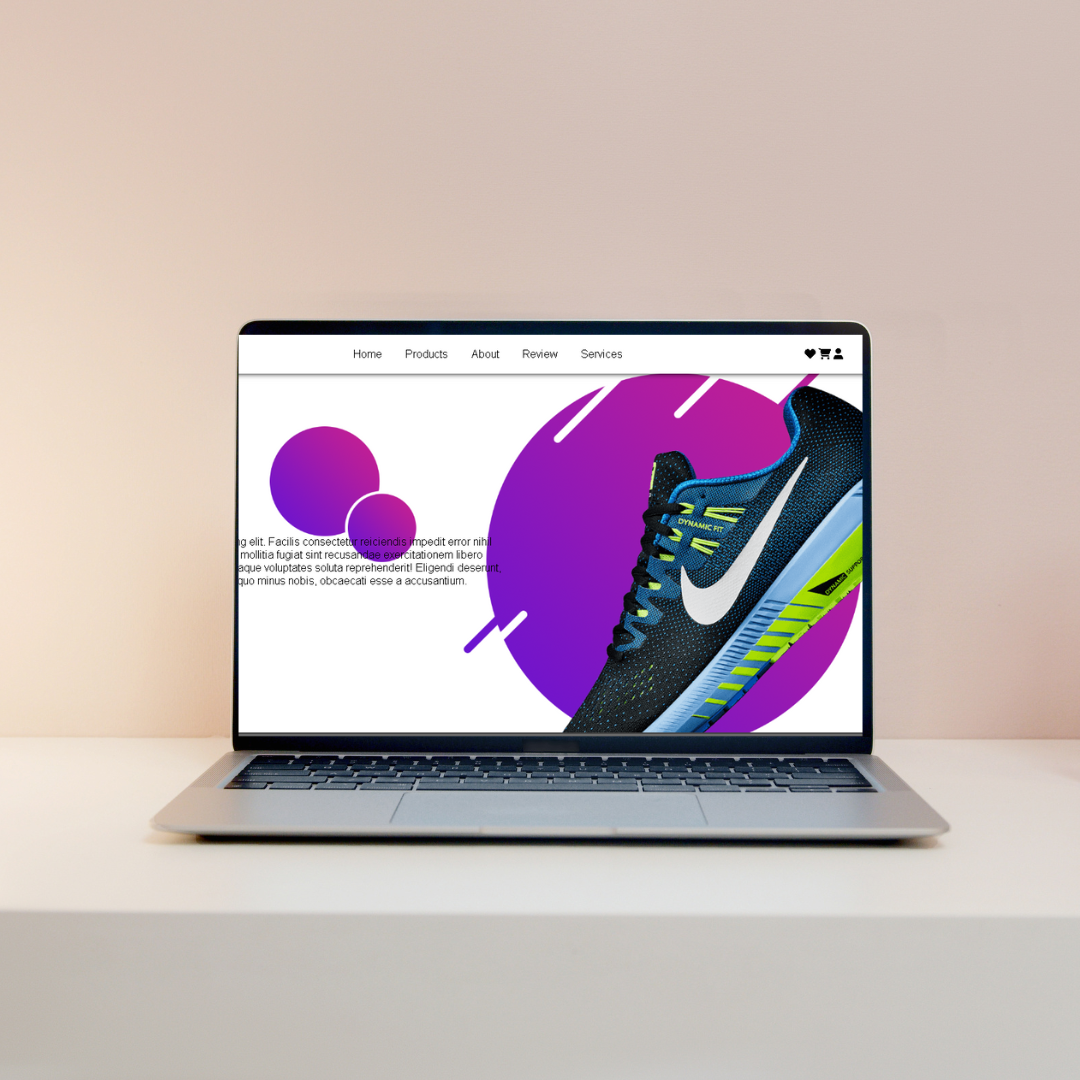 Home Products About Review Services
DYNAMIC FIT
g elit. Facilis consectetur reiciendis impedit error nihil
mollitia fugiat sint recusandae exercitationem libero
aque voluptates soluta reprehenderit! Eligendi deserunt,
quo minus nobis, obcaecati esse a accusantium.
DYNAMIC SUPPORT